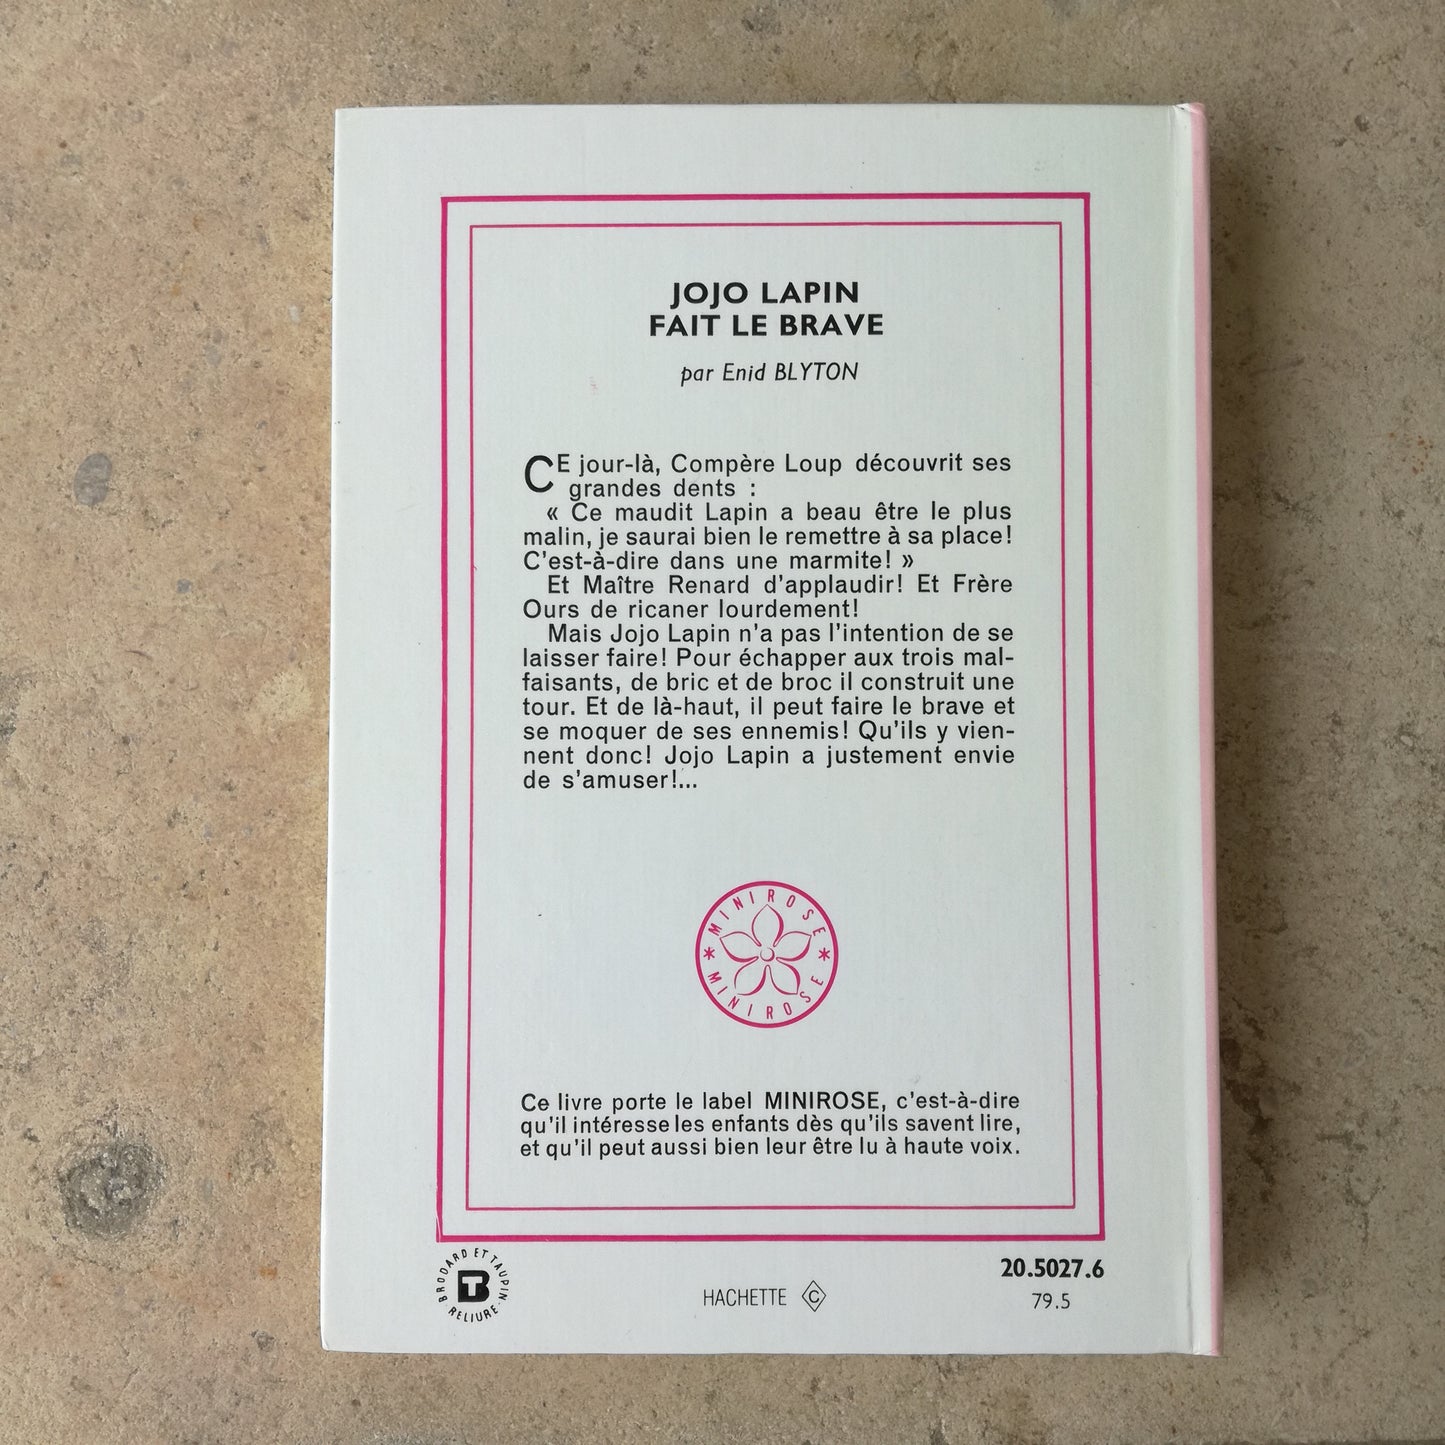 JOJO LAPIN
FAIT LE BRAVE
par Enid BLYTON
CE jour-là, Compère Loup découvrit ses
grandes dents :
« Ce maudit Lapin a beau être le plus
malin, je saurai bien le remettre à sa place!
C'est-à-dire dans une marmite! »
Et Maître Renard d'applaudir! Et Frère
Ours de ricaner lourdement!
Mais Jojo Lapin n'a pas l'intention de se
laisser faire! Pour échapper aux trois mal-
faisants, de bric et de broc il construit une
tour. Et de là-haut, il peut faire le brave et
se moquer de ses ennemis! Qu'ils y vien-
nent donc! Jojo Lapin a justement envie
de s'amuser!...
MINIROSE
* *
MINIROSE
Ce livre porte le label MINIROSE, c'est-à-dire
qu'il intéresse les enfants dès qu'ils savent lire,
et qu'il peut aussi bien leur être lu à haute voix.
BRODARD ET TAUPIN
BT
RELIURE
HACHETTE C
20.5027.6
79.5